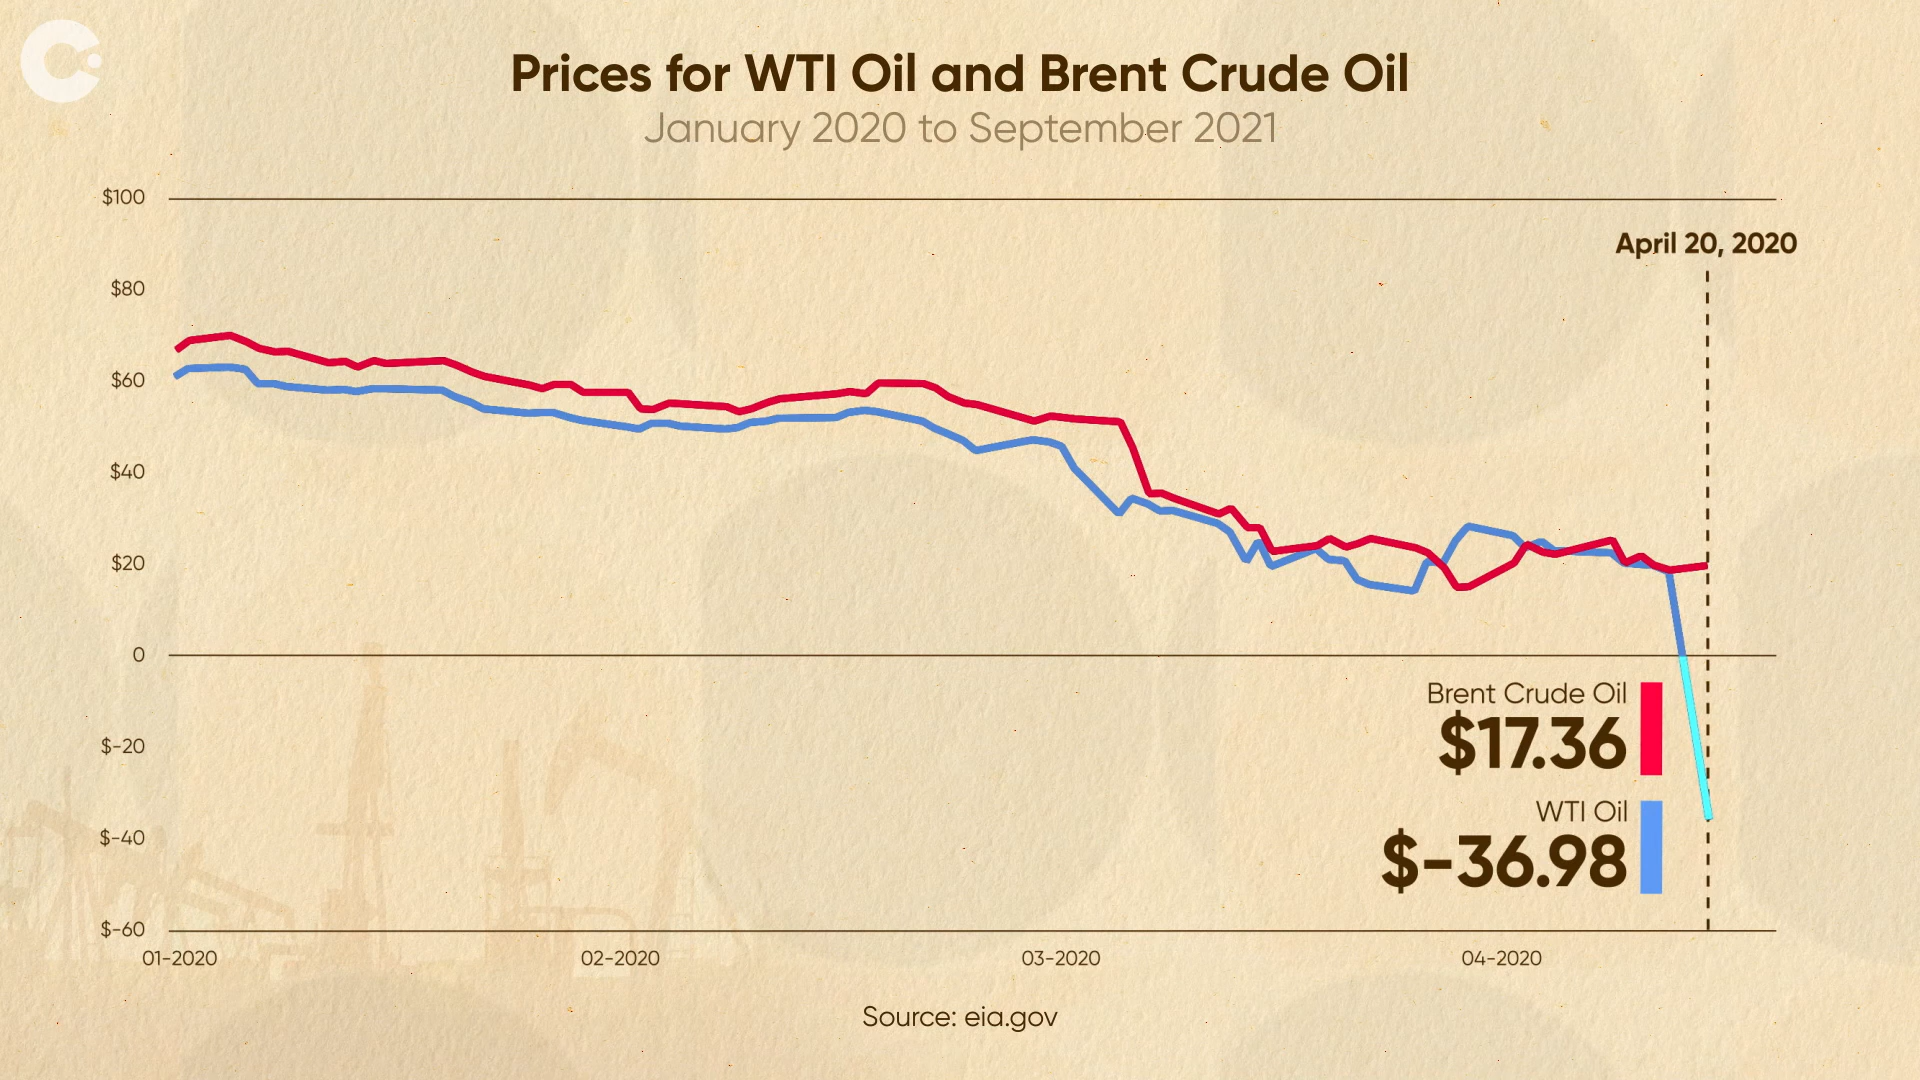 Prices for WTI Oil and Brent Crude Oil
January 2020 to September 2021
$100
April 20, 2020
$80
$60
$40
$20
0
Brent Crude Oil
$17.36
$-20
WTI Oil
$-36.98
$-40
$-60
01-2020 02-2020 03-2020 04-2020
Source: eia.gov